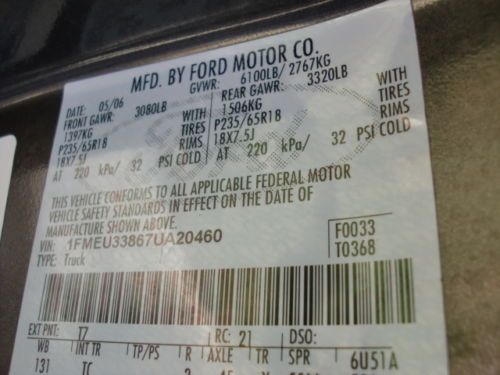 MFD. BY FORD MOTOR CO.
DATE: 05/06 GVWR: 6100LB/ 2767KG
FRONT GAWR: 3080LB REAR GAWR: 3320LB
1397KG WITH 1506KG WITH
P235/65R18 TIRES P235/65R18 TIRES
18X7.5J RIMS 18X7.5J RIMS
AT 220 kPa/ 32 PSI COLD AT 220 kPa/ 32 PSI COLD
THIS VEHICLE CONFORMS TO ALL APPLICABLE FEDERAL MOTOR
VEHICLE SAFETY STANDARDS IN EFFECT ON THE DATE OF
MANUFACTURE SHOWN ABOVE.
VIN: 1FMEU33867UA20460 F0033
TYPE: Truck T0368
EXT PNT: T7 RC: 21 DSO:
WB INT TR TP/PS R AXLE TR SPR 6U51A
131 TC